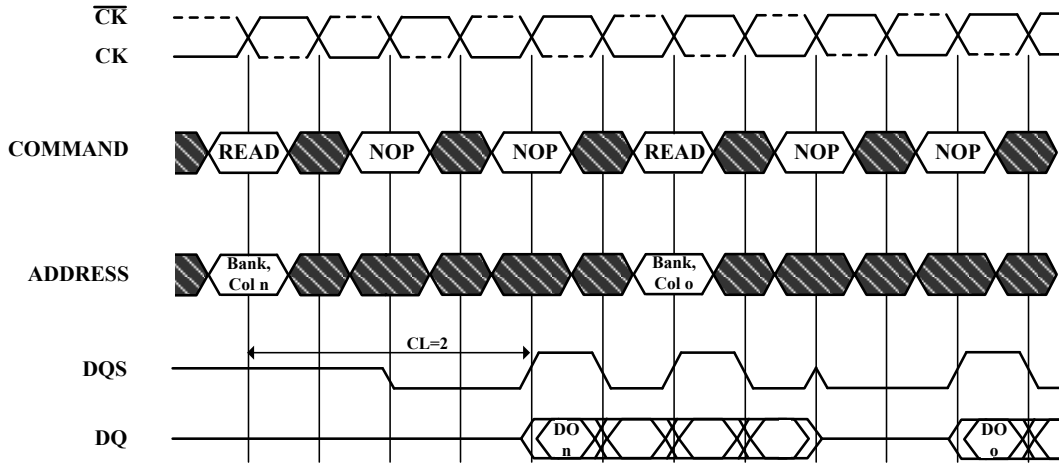 CK
CK
COMMAND
READ NOP NOP READ NOP NOP
ADDRESS
Bank,
Col n
Bank,
Col o
CL=2
DQS
DQ
DO
n
DO
o